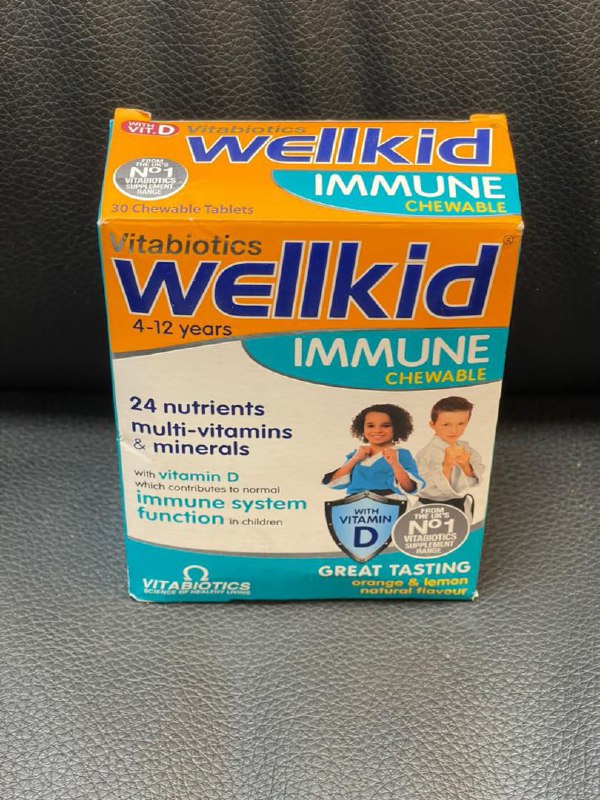 WITH
VIT. D
Vitabiotics
wellkid®
IMMUNE
CHEWABLE
FROM
THE UK'S
Nº1
VITABIOTICS
SUPPLEMENT
RANGE
30 Chewable Tablets
Vitabiotics
wellkid®
4-12 years
IMMUNE
CHEWABLE
24 nutrients
multi-vitamins
& minerals
with vitamin D
which contributes to normal
immune system
function in children
WITH
VITAMIN
D
FROM
THE UK'S
Nº1
VITABIOTICS
SUPPLEMENT
RANGE
GREAT TASTING
orange & lemon
natural flavour
VITABIOTICS
SCIENCE OF HEALTHY LIVING